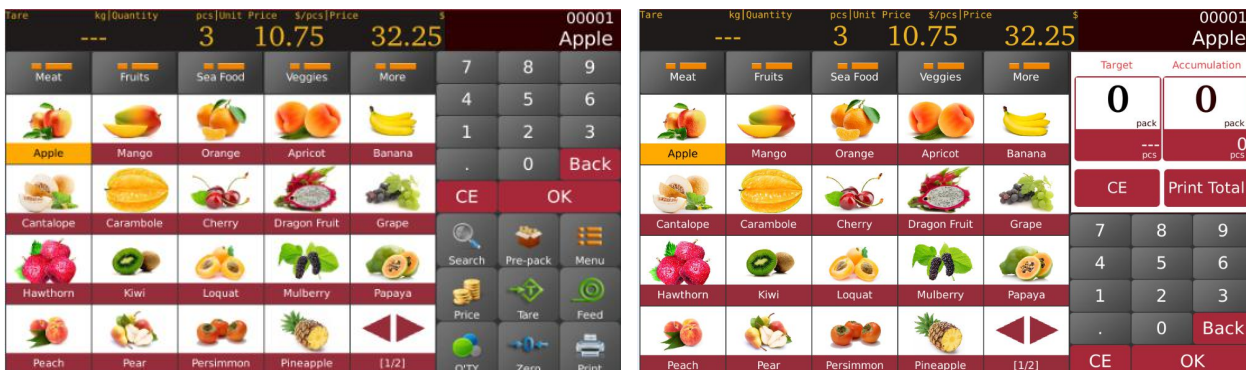 Tare kg|Quantity pcs|Unit Price $/pcs|Price $ 00001
--- 3 10.75 32.25 Apple
Meat Fruits Sea Food Veggies More
7 8 9
4 5 6
Apple Mango Orange Apricot Banana
1 2 3
. 0 Back
CE OK
Cantalope Carambole Cherry Dragon Fruit Grape
Search Pre-pack Menu
Hawthorn Kiwi Loquat Mulberry Papaya
Price Tare Feed
Peach Pear Persimmon Pineapple [1/2]
Q'TY Zero Print
Tare kg|Quantity pcs|Unit Price $/pcs|Price $ 00001
--- 3 10.75 32.25 Apple
Meat Fruits Sea Food Veggies More
Target Accumulation
0 0
pack pack
--- 0
pcs pcs
Apple Mango Orange Apricot Banana
CE Print Total
Cantalope Carambole Cherry Dragon Fruit Grape
7 8 9
4 5 6
Hawthorn Kiwi Loquat Mulberry Papaya
1 2 3
. 0 Back
Peach Pear Persimmon Pineapple [1/2]
CE OK